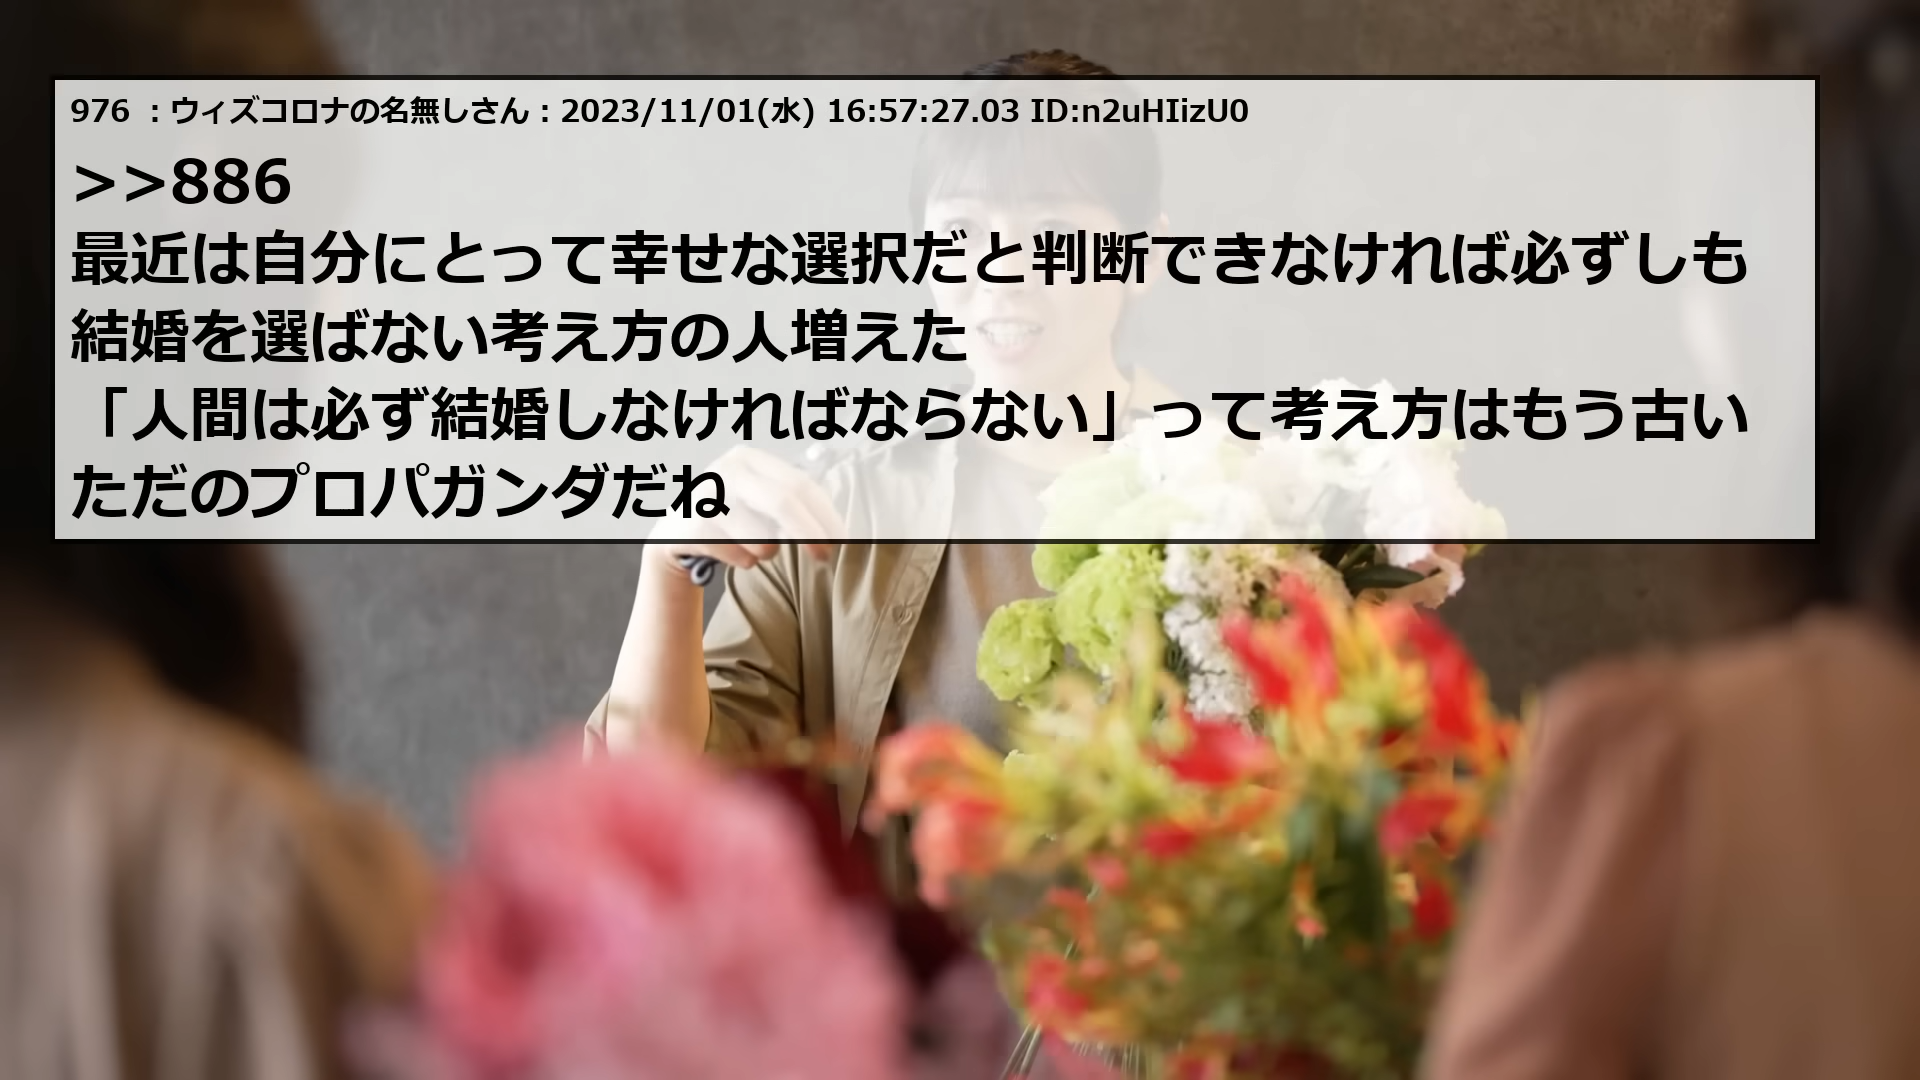 976 ：ウィズコロナの名無しさん：2023/11/01(水) 16:57:27.03 ID:n2uHIizU0
>>886
最近は自分にとって幸せな選択だと判断できなければ必ずしも
結婚を選ばない考え方の人増えた
「人間は必ず結婚しなければならない」って考え方はもう古い
ただのプロパガンダだね